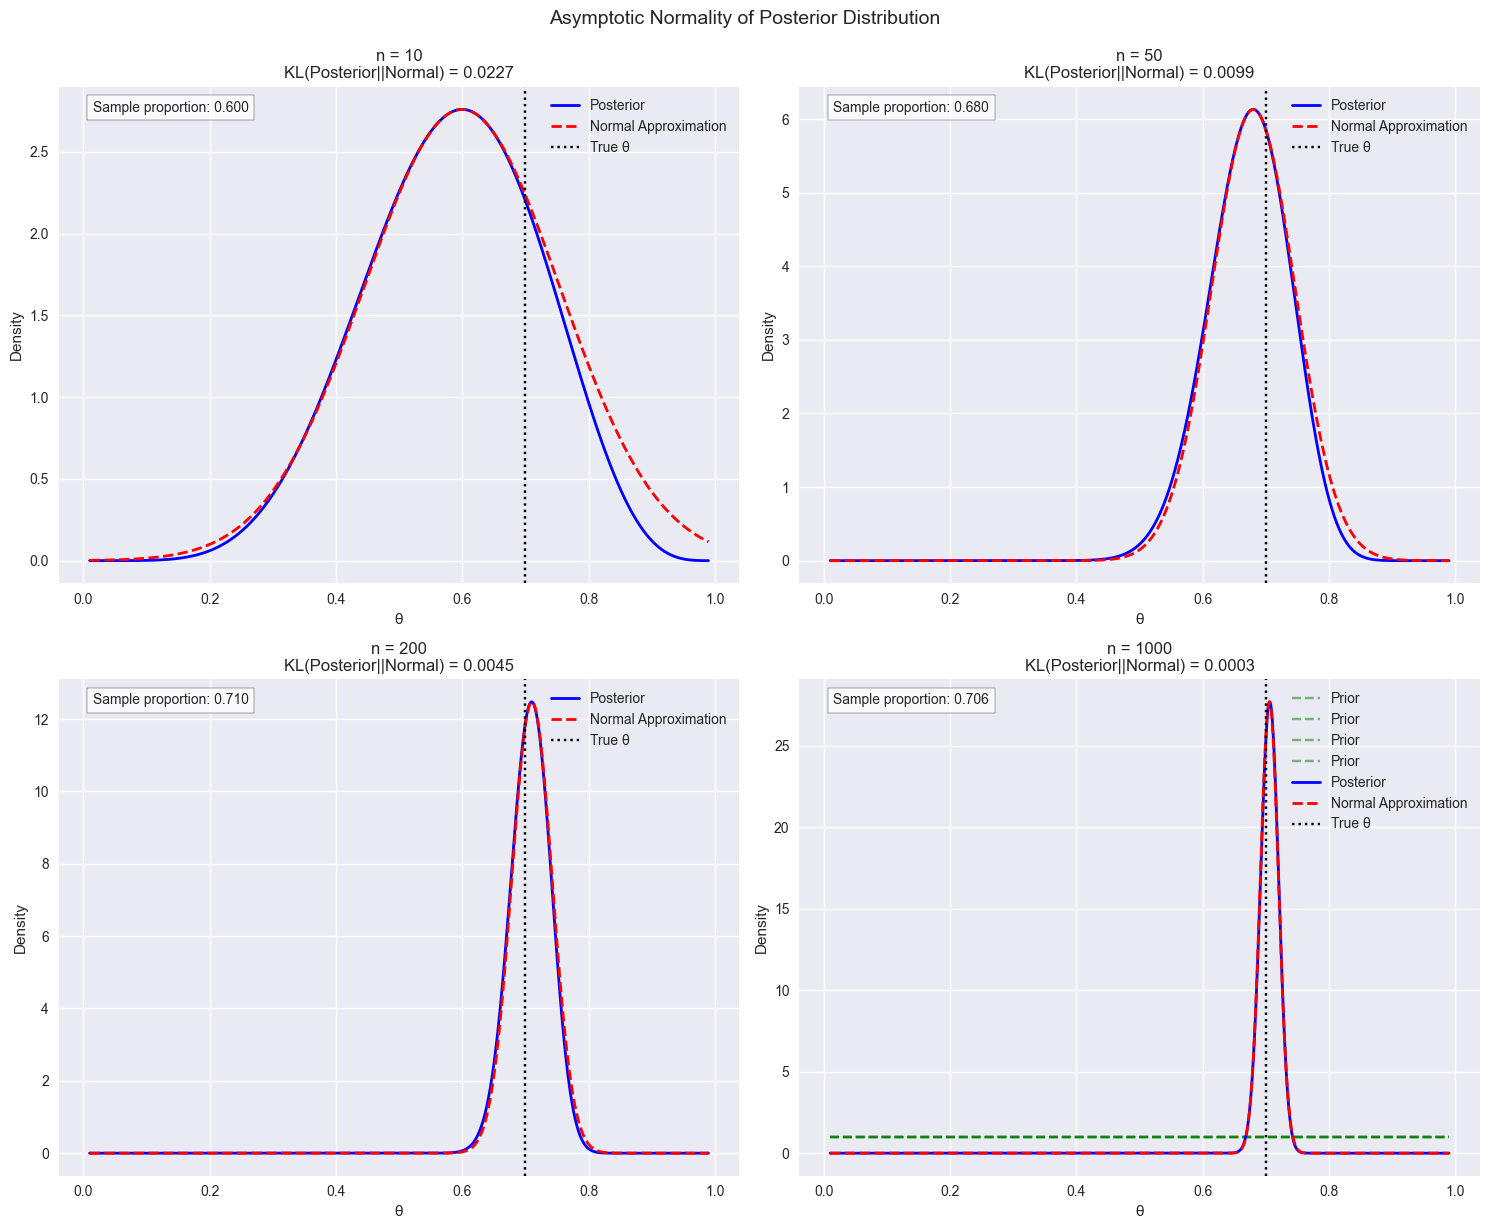 Asymptotic Normality of Posterior Distribution
n = 10
KL(Posterior||Normal) = 0.0227
Sample proportion: 0.600
Posterior
Normal Approximation
True θ
2.5
2.0
1.5
1.0
0.5
0.0
Density
0.0 0.2 0.4 0.6 0.8 1.0
θ
n = 50
KL(Posterior||Normal) = 0.0099
Sample proportion: 0.680
Posterior
Normal Approximation
True θ
6
5
4
3
2
1
0
Density
0.0 0.2 0.4 0.6 0.8 1.0
θ
n = 200
KL(Posterior||Normal) = 0.0045
Sample proportion: 0.710
Posterior
Normal Approximation
True θ
12
10
8
6
4
2
0
Density
0.0 0.2 0.4 0.6 0.8 1.0
θ
n = 1000
KL(Posterior||Normal) = 0.0003
Sample proportion: 0.706
Prior
Prior
Prior
Prior
Posterior
Normal Approximation
True θ
25
20
15
10
5
0
Density
0.0 0.2 0.4 0.6 0.8 1.0
θ